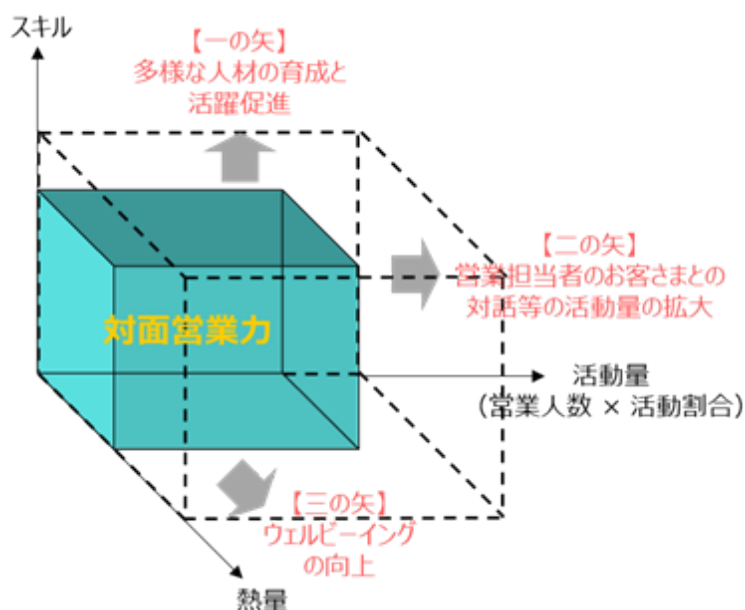 スキル
【一の矢】
多様な人材の育成と
活躍促進
【二の矢】
営業担当者のお客さまとの
対話等の活動量の拡大
対面営業力
活動量
(営業人数 × 活動割合)
【三の矢】
ウェルビーイング
の向上
熱量